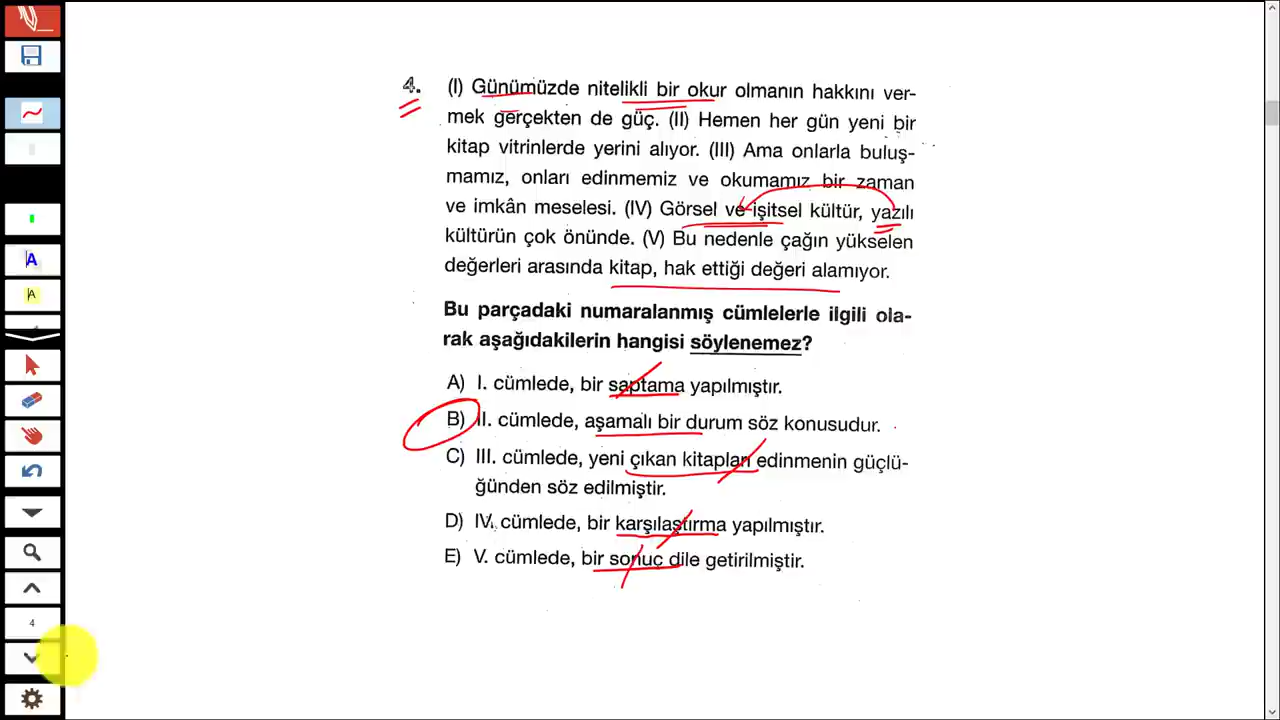 4. (I) Günümüzde nitelikli bir okur olmanın hakkını ver-
mek gerçekten de güç. (II) Hemen her gün yeni bir
kitap vitrinlerde yerini alıyor. (III) Ama onlarla buluş-
mamız, onları edinmemiz ve okumamız bir zaman
ve imkân meselesi. (IV) Görsel ve işitsel kültür, yazılı
kültürün çok önünde. (V) Bu nedenle çağın yükselen
değerleri arasında kitap, hak ettiği değeri alamıyor.
Bu parçadaki numaralanmış cümlelerle ilgili ola-
rak aşağıdakilerin hangisi söylenemez?
A) I. cümlede, bir saptama yapılmıştır.
B) II. cümlede, aşamalı bir durum söz konusudur.
C) III. cümlede, yeni çıkan kitapları edinmenin güçlü-
ğünden söz edilmiştir.
D) IV. cümlede, bir karşılaştırma yapılmıştır.
E) V. cümlede, bir sonuç dile getirilmiştir.
A
A
4